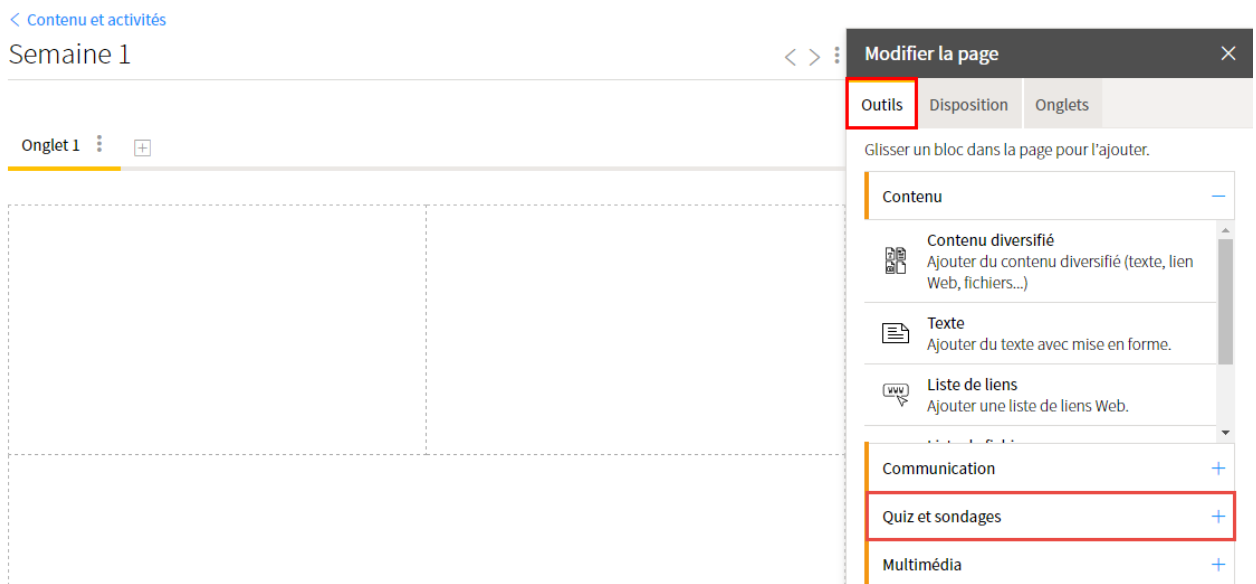 Contenu et activités
Semaine 1
Onglet 1
Modifier la page
Outils
Disposition
Onglets
Glisser un bloc dans la page pour l'ajouter.
Contenu
Contenu diversifié
Ajouter du contenu diversifié (texte, lien
Web, fichiers...)
Texte
Ajouter du texte avec mise en forme.
WWW
Liste de liens
Ajouter une liste de liens Web.
Communication
Quiz et sondages
Multimédia